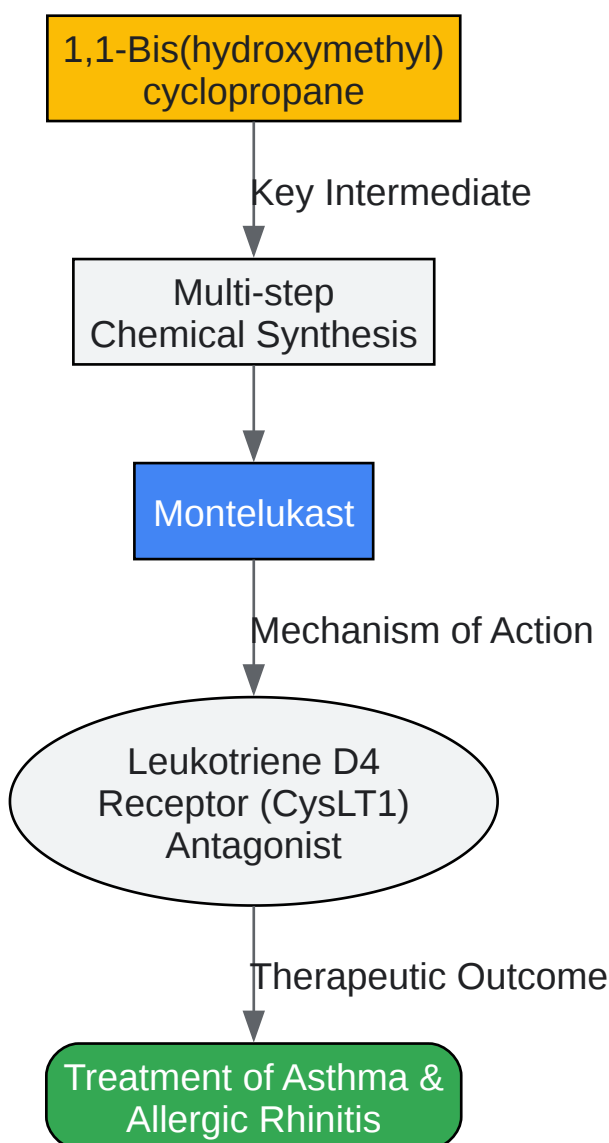 1,1-Bis(hydroxymethyl)
cyclopropane
Key Intermediate
Multi-step
Chemical Synthesis
Montelukast
Mechanism of Action
Leukotriene D4
Receptor (CysLT1)
Antagonist
Therapeutic Outcome
Treatment of Asthma &
Allergic Rhinitis